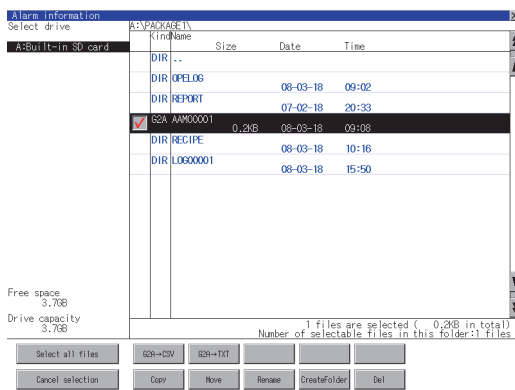 Alarm information
Select drive
A:\PACKAGE1\
A:Built-in SD card
Kind Name
Size Date Time
DIR ..
DIR OPELOG
08-03-18 09:02
DIR REPORT
07-02-18 20:33
G2A AAM00001
0.2KB 08-03-18 09:08
DIR RECIPE
08-03-18 10:16
DIR LOG00001
08-03-18 15:50
Free space
3.7GB
Drive capacity
3.7GB
1 files are selected ( 0.2KB in total)
Number of selectable files in this folder:1 files
Select all files G2A→CSV G2A→TXT
Cancel selection Copy Move Rename CreateFolder Del